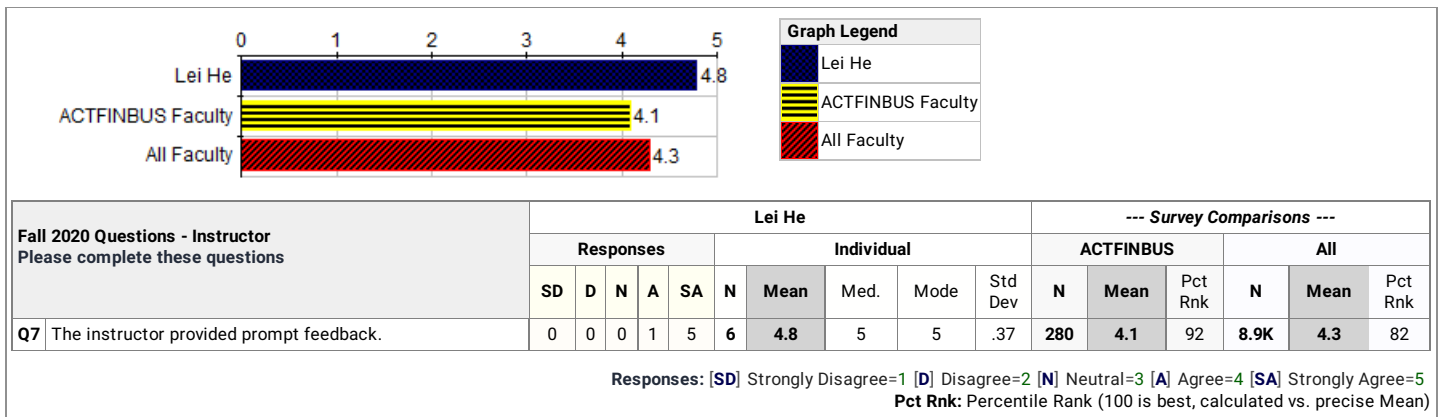 0 1 2 3 4 5
Lei He 4.8
ACTFINBUS Faculty 4.1
All Faculty 4.3
Graph Legend
Lei He
ACTFINBUS Faculty
All Faculty
Fall 2020 Questions - Instructor
Please complete these questions
Lei He --- Survey Comparisons ---
Responses Individual ACTFINBUS All
SD D N A SA N Mean Med. Mode Std Dev N Mean Pct Rnk N Mean Pct Rnk
Q7 The instructor provided prompt feedback. 0 0 0 1 5 6 4.8 5 5 .37 280 4.1 92 8.9K 4.3 82
Responses: [SD] Strongly Disagree=1 [D] Disagree=2 [N] Neutral=3 [A] Agree=4 [SA] Strongly Agree=5
Pct Rnk: Percentile Rank (100 is best, calculated vs. precise Mean)